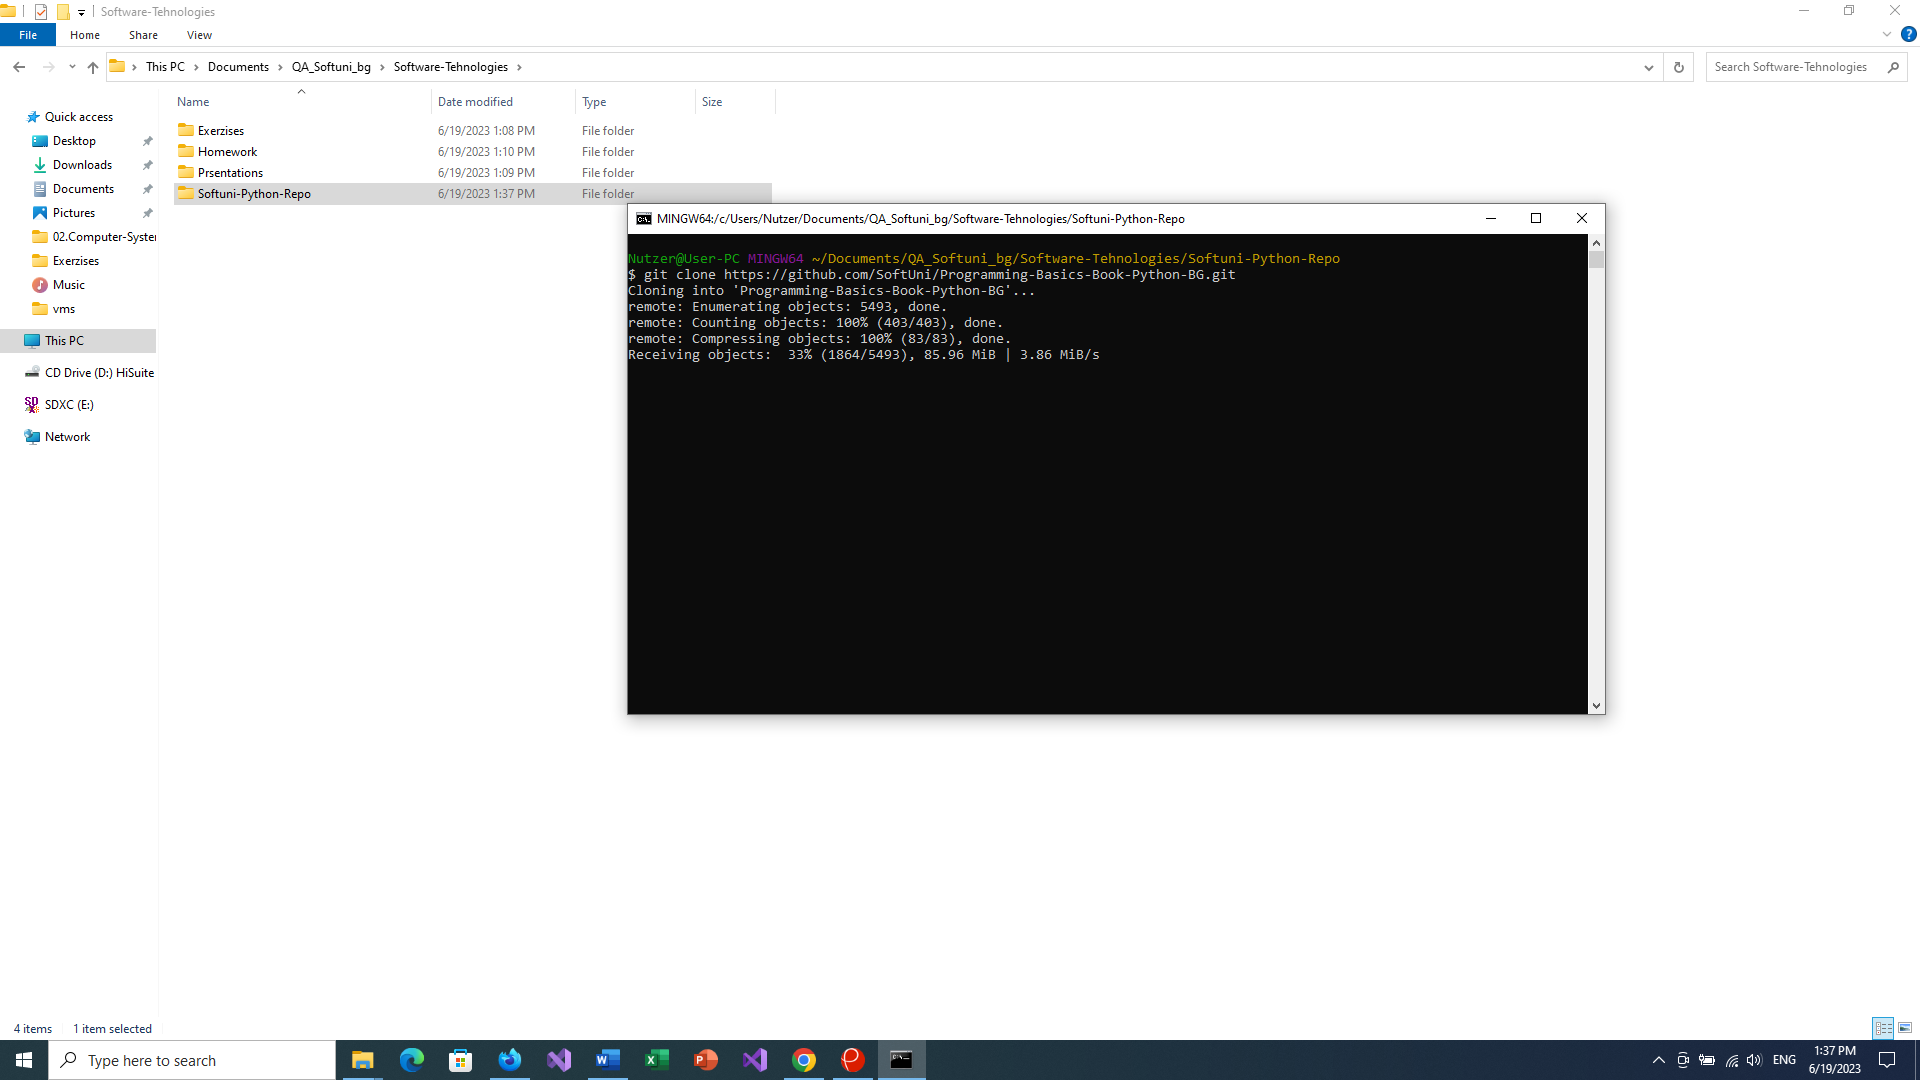 Software-Tehnologies
File Home Share View
This PC Documents QA_Softuni_bg Software-Tehnologies
Search Software-Tehnologies
Name Date modified Type Size
Quick access
Desktop
Downloads
Documents
Pictures
02.Computer-Syster
Exerzises
Music
vms
This PC
CD Drive (D:) HiSuite
SDXC (E:)
Network
Exerzises 6/19/2023 1:08 PM File folder
Homework 6/19/2023 1:10 PM File folder
Prsentations 6/19/2023 1:09 PM File folder
Softuni-Python-Repo 6/19/2023 1:37 PM File folder
MINGW64:/c/Users/Nutzer/Documents/QA_Softuni_bg/Software-Tehnologies/Softuni-Python-Repo
Nutzer@User-PC MINGW64 ~/Documents/QA_Softuni_bg/Software-Tehnologies/Softuni-Python-Repo
$ git clone https://github.com/SoftUni/Programming-Basics-Book-Python-BG.git
Cloning into 'Programming-Basics-Book-Python-BG'...
remote: Enumerating objects: 5493, done.
remote: Counting objects: 100% (403/403), done.
remote: Compressing objects: 100% (83/83), done.
Receiving objects:  33% (1864/5493), 85.96 MiB | 3.86 MiB/s
4 items 1 item selected
Type here to search
ENG
1:37 PM
6/19/2023